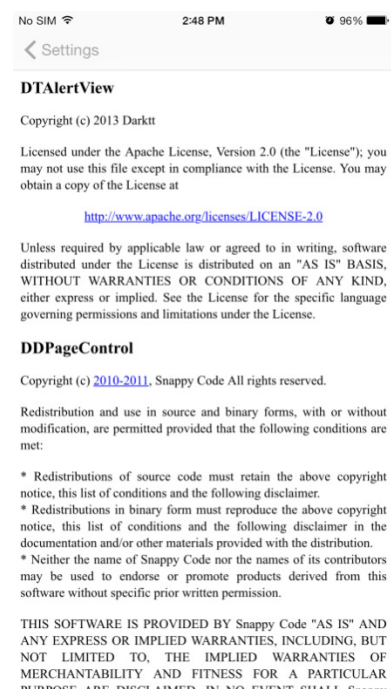 No SIM 2:48 PM 96%
Settings
DTAlertView
Copyright (c) 2013 Darktt
Licensed under the Apache License, Version 2.0 (the "License"); you
may not use this file except in compliance with the License. You may
obtain a copy of the License at
http://www.apache.org/licenses/LICENSE-2.0
Unless required by applicable law or agreed to in writing, software
distributed under the License is distributed on an "AS IS" BASIS,
WITHOUT WARRANTIES OR CONDITIONS OF ANY KIND,
either express or implied. See the License for the specific language
governing permissions and limitations under the License.
DDPageControl
Copyright (c) 2010-2011, Snappy Code All rights reserved.
Redistribution and use in source and binary forms, with or without
modification, are permitted provided that the following conditions are
met:
* Redistributions of source code must retain the above copyright
notice, this list of conditions and the following disclaimer.
* Redistributions in binary form must reproduce the above copyright
notice, this list of conditions and the following disclaimer in the
documentation and/or other materials provided with the distribution.
* Neither the name of Snappy Code nor the names of its contributors
may be used to endorse or promote products derived from this
software without specific prior written permission.
THIS SOFTWARE IS PROVIDED BY Snappy Code "AS IS" AND
ANY EXPRESS OR IMPLIED WARRANTIES, INCLUDING, BUT
NOT LIMITED TO, THE IMPLIED WARRANTIES OF
MERCHANTABILITY AND FITNESS FOR A PARTICULAR
PURPOSE ARE DISCLAIMED. IN NO EVENT SHALL